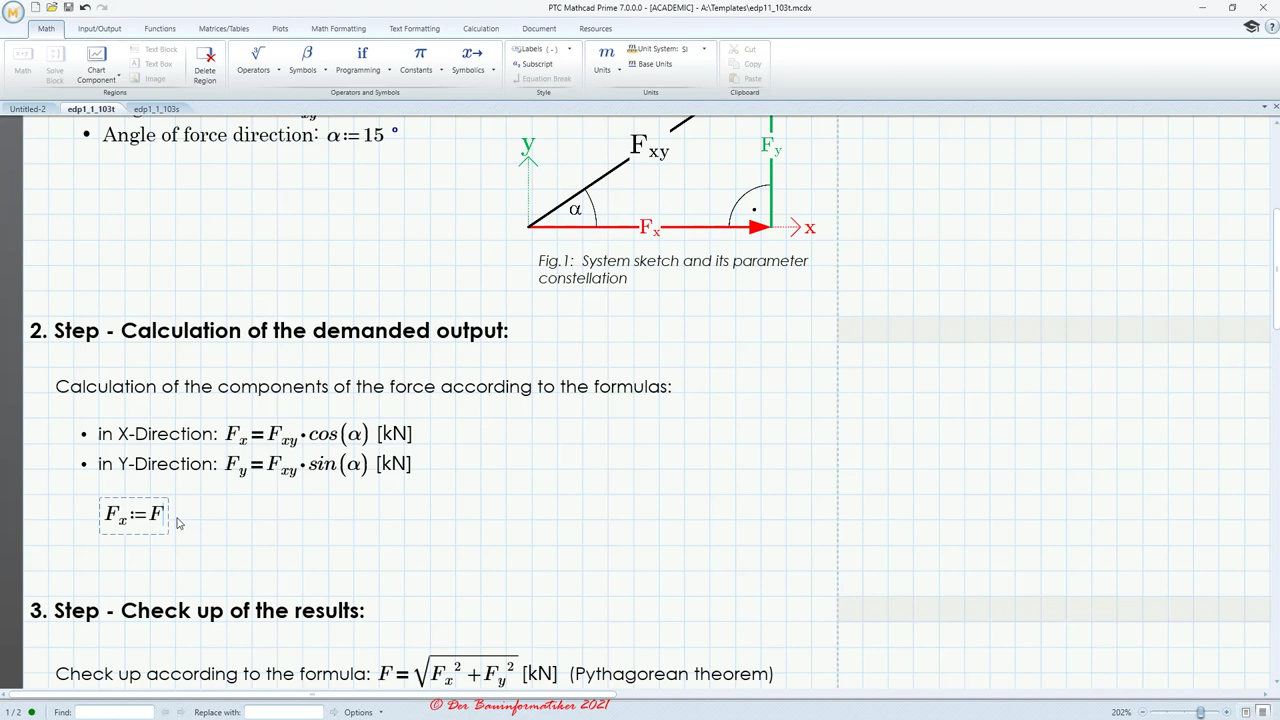 PTC Mathcad Prime 7.0.0.0 - [ACADEMIC] - A:\Templates\edp11_103t.mcdx
Math Input/Output Functions Matrices/Tables Plots Math Formatting Text Formatting Calculation Document Resources
Math Solve Block Chart Component Text Block Text Box Image Delete Region Operators Symbols Programming Constants Symbolics Labels (-) Subscript Equation Break Units Unit System: SI Base Units Cut Copy Paste
Regions Operators and Symbols Style Units Clipboard
Untitled-2 edp1_1_103t edp1_1_103s
• Angle of force direction: α:=15 °
y
F_xy
F_y
α
F_x
x
Fig.1: System sketch and its parameter
constellation
2. Step - Calculation of the demanded output:
Calculation of the components of the force according to the formulas:
• in X-Direction: F_x=F_xy·cos(α) [kN]
• in Y-Direction: F_y=F_xy·sin(α) [kN]
F_x:=F
3. Step - Check up of the results:
Check up according to the formula: F=√(F_x²+F_y²) [kN] (Pythagorean theorem)
© Der Bauinformatiker 2021
1 / 2 Find: Replace with: Options 202%